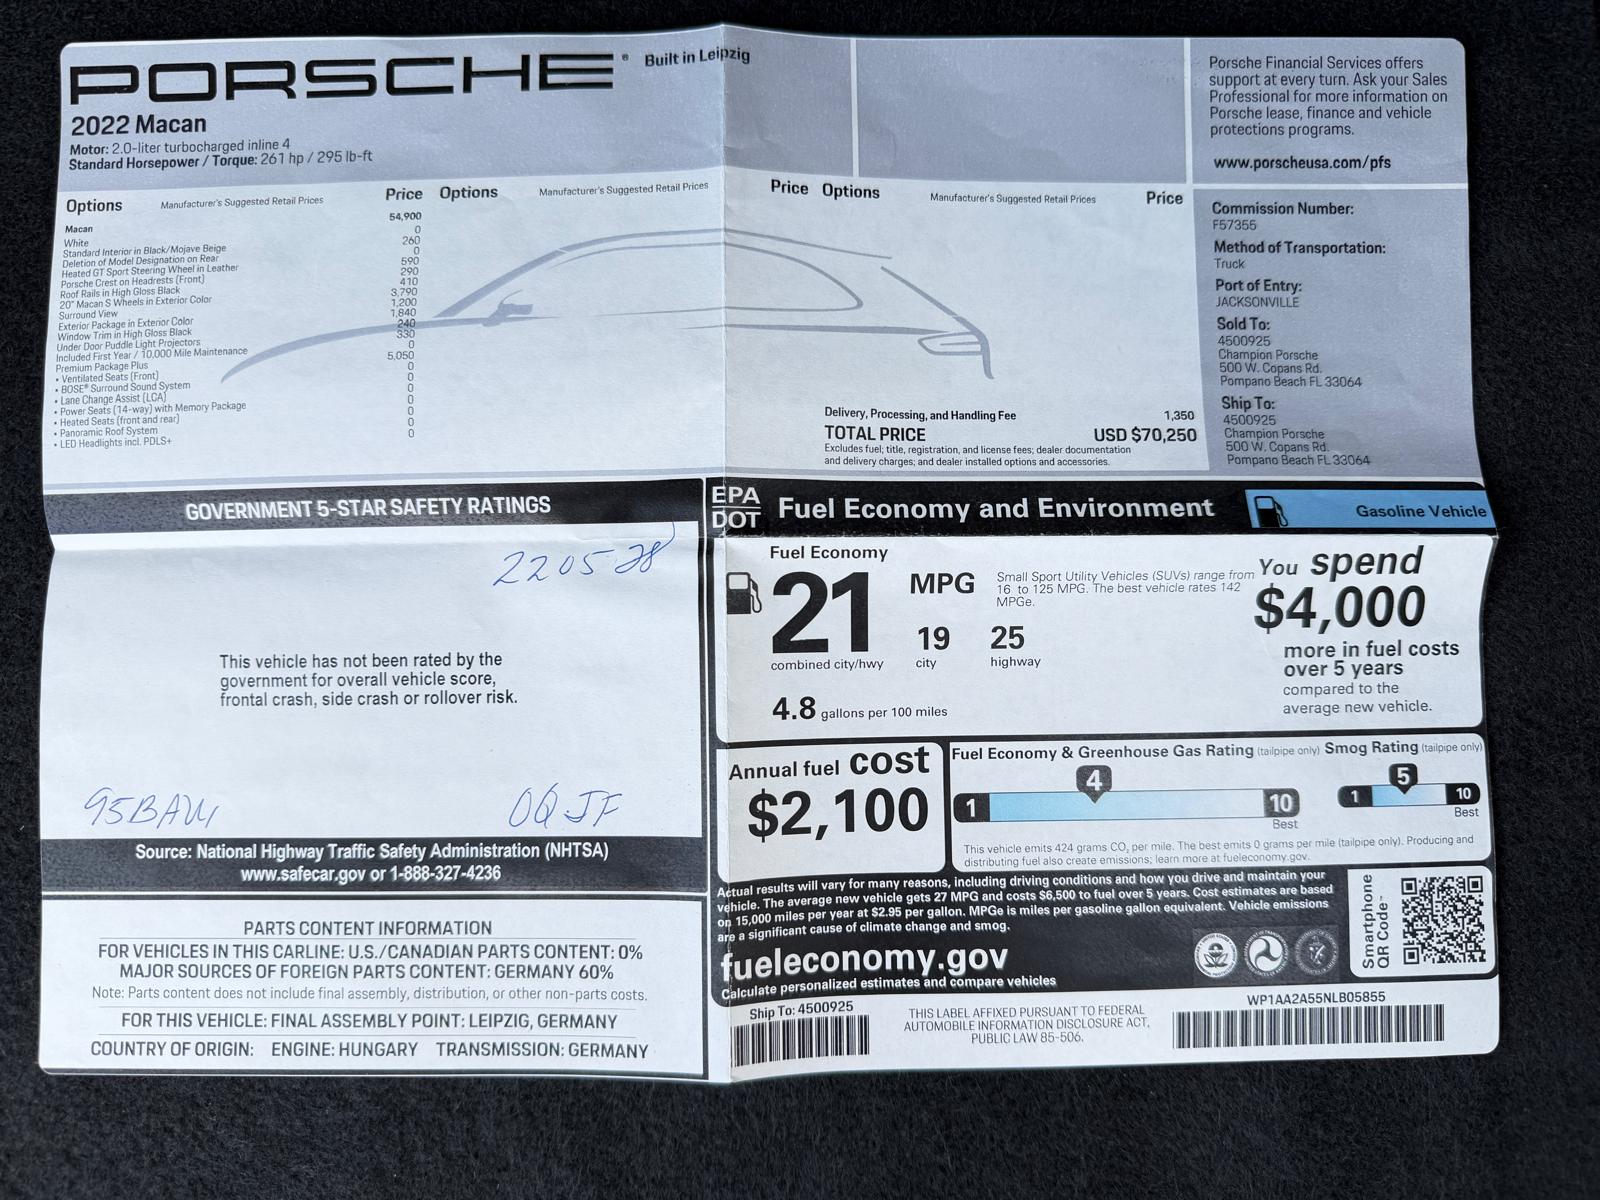 PORSCHE® Built in Leipzig
2022 Macan
Motor: 2.0-liter turbocharged inline 4
Standard Horsepower / Torque: 261 hp / 295 lb-ft
Options Manufacturer's Suggested Retail Prices Price
54,900
Macan
0
White
260
Standard Interior in Black/Mojave Beige
0
Deletion of Model Designation on Rear
590
Heated GT Sport Steering Wheel in Leather
290
Porsche Crest on Headrests (Front)
410
Roof Rails in High Gloss Black
3,790
20" Macan S Wheels in Exterior Color
1,200
Surround View
1,840
Exterior Package in Exterior Color
240
Window Trim in High Gloss Black
330
Under Door Puddle Light Projectors
0
Included First Year / 10,000 Mile Maintenance
5,050
Premium Package Plus
0
• Ventilated Seats (Front)
0
• BOSE® Surround Sound System
0
• Lane Change Assist (LCA)
0
• Power Seats (14-way) with Memory Package
0
• Heated Seats (front and rear)
0
• Panoramic Roof System
0
• LED Headlights incl. PDLS+
Options Manufacturer's Suggested Retail Prices Price
Options Manufacturer's Suggested Retail Prices Price
Delivery, Processing, and Handling Fee 1,350
TOTAL PRICE USD $70,250
Excludes fuel; title, registration, and license fees; dealer documentation
and delivery charges; and dealer installed options and accessories.
Porsche Financial Services offers
support at every turn. Ask your Sales
Professional for more information on
Porsche lease, finance and vehicle
protections programs.
www.porscheusa.com/pfs
Commission Number:
F57355
Method of Transportation:
Truck
Port of Entry:
JACKSONVILLE
Sold To:
4500925
Champion Porsche
500 W. Copans Rd.
Pompano Beach FL 33064
Ship To:
4500925
Champion Porsche
500 W. Copans Rd.
Pompano Beach FL 33064
GOVERNMENT 5-STAR SAFETY RATINGS
2205 28
This vehicle has not been rated by the
government for overall vehicle score,
frontal crash, side crash or rollover risk.
95BAU1 0Q JF
Source: National Highway Traffic Safety Administration (NHTSA)
www.safecar.gov or 1-888-327-4236
PARTS CONTENT INFORMATION
FOR VEHICLES IN THIS CARLINE: U.S./CANADIAN PARTS CONTENT: 0%
MAJOR SOURCES OF FOREIGN PARTS CONTENT: GERMANY 60%
Note: Parts content does not include final assembly, distribution, or other non-parts costs.
FOR THIS VEHICLE: FINAL ASSEMBLY POINT: LEIPZIG, GERMANY
COUNTRY OF ORIGIN: ENGINE: HUNGARY TRANSMISSION: GERMANY
EPA
DOT
Fuel Economy and Environment
Gasoline Vehicle
Fuel Economy
21 MPG
combined city/hwy
19
city
25
highway
Small Sport Utility Vehicles (SUVs) range from
16 to 125 MPG. The best vehicle rates 142
MPGe.
4.8 gallons per 100 miles
You spend
$4,000
more in fuel costs
over 5 years
compared to the
average new vehicle.
Annual fuel cost
$2,100
Fuel Economy & Greenhouse Gas Rating (tailpipe only)
4
1 10
Best
Smog Rating (tailpipe only)
5
1 10
Best
This vehicle emits 424 grams CO₂ per mile. The best emits 0 grams per mile (tailpipe only). Producing and
distributing fuel also create emissions; learn more at fueleconomy.gov.
Actual results will vary for many reasons, including driving conditions and how you drive and maintain your
vehicle. The average new vehicle gets 27 MPG and costs $6,500 to fuel over 5 years. Cost estimates are based
on 15,000 miles per year at $2.95 per gallon. MPGe is miles per gasoline gallon equivalent. Vehicle emissions
are a significant cause of climate change and smog.
fueleconomy.gov
Calculate personalized estimates and compare vehicles
Smartphone
QR Code™
Ship To: 4500925
THIS LABEL AFFIXED PURSUANT TO FEDERAL
AUTOMOBILE INFORMATION DISCLOSURE ACT,
PUBLIC LAW 85-506.
WP1AA2A55NLB05855